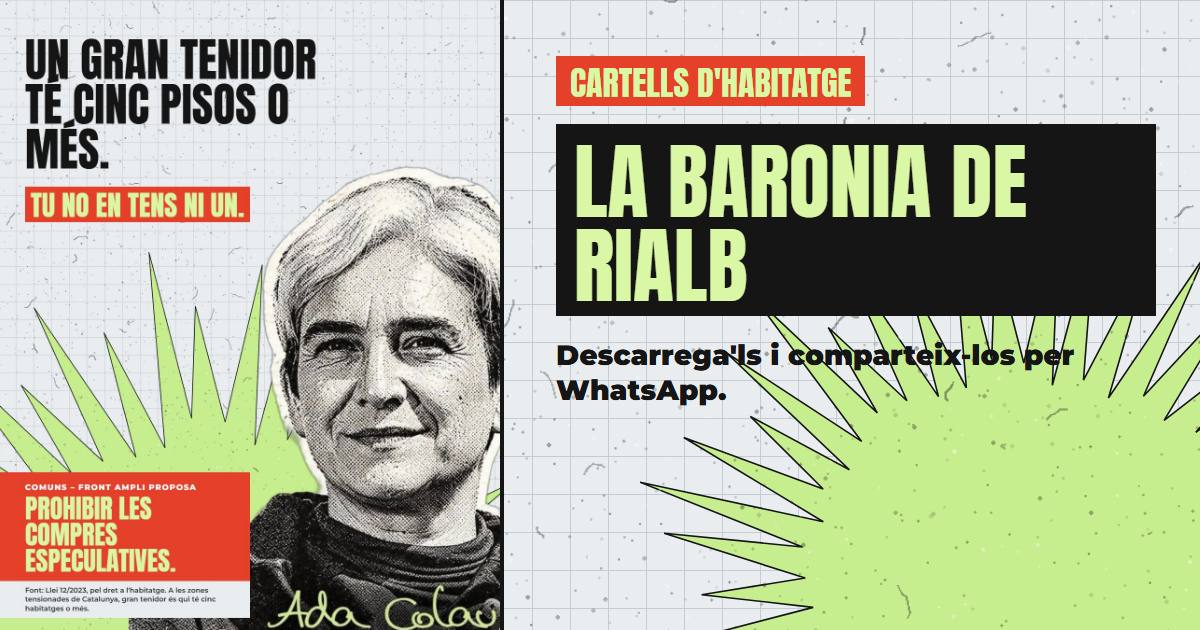 UN GRAN TENIDOR
TÉ CINC PISOS O
MÉS.
TU NO EN TENS NI UN.
COMUNS – FRONT AMPLI PROPOSA
PROHIBIR LES
COMPRES
ESPECULATIVES.
Font: Llei 12/2023, pel dret a l'habitatge. A les zones
tensionades de Catalunya, gran tenidor és qui té cinc
habitatges o més.
Ada Colau
CARTELLS D'HABITATGE
LA BARONIA DE
RIALB
Descarrega'ls i comparteix-los per
WhatsApp.